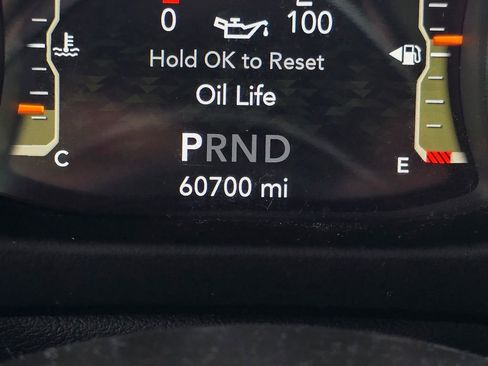 0 100
Hold OK to Reset
Oil Life
PRND
C E
60700 mi